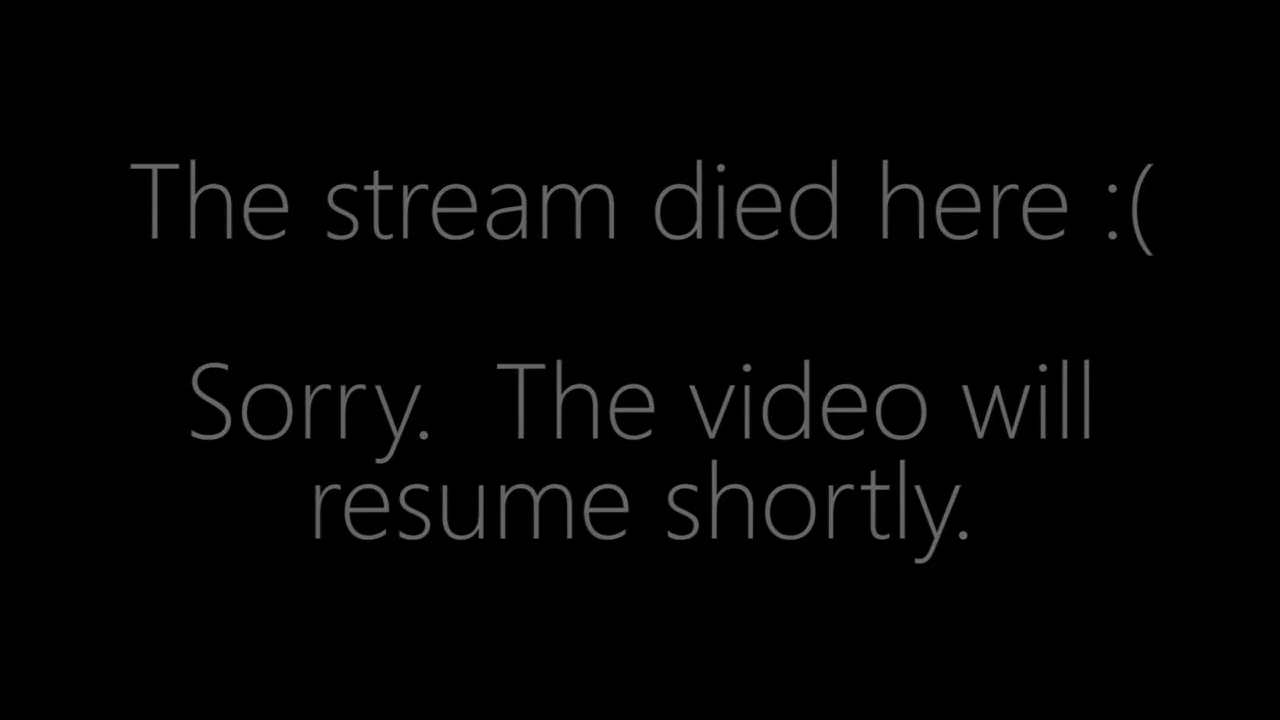 The stream died here :(
Sorry.  The video will
resume shortly.